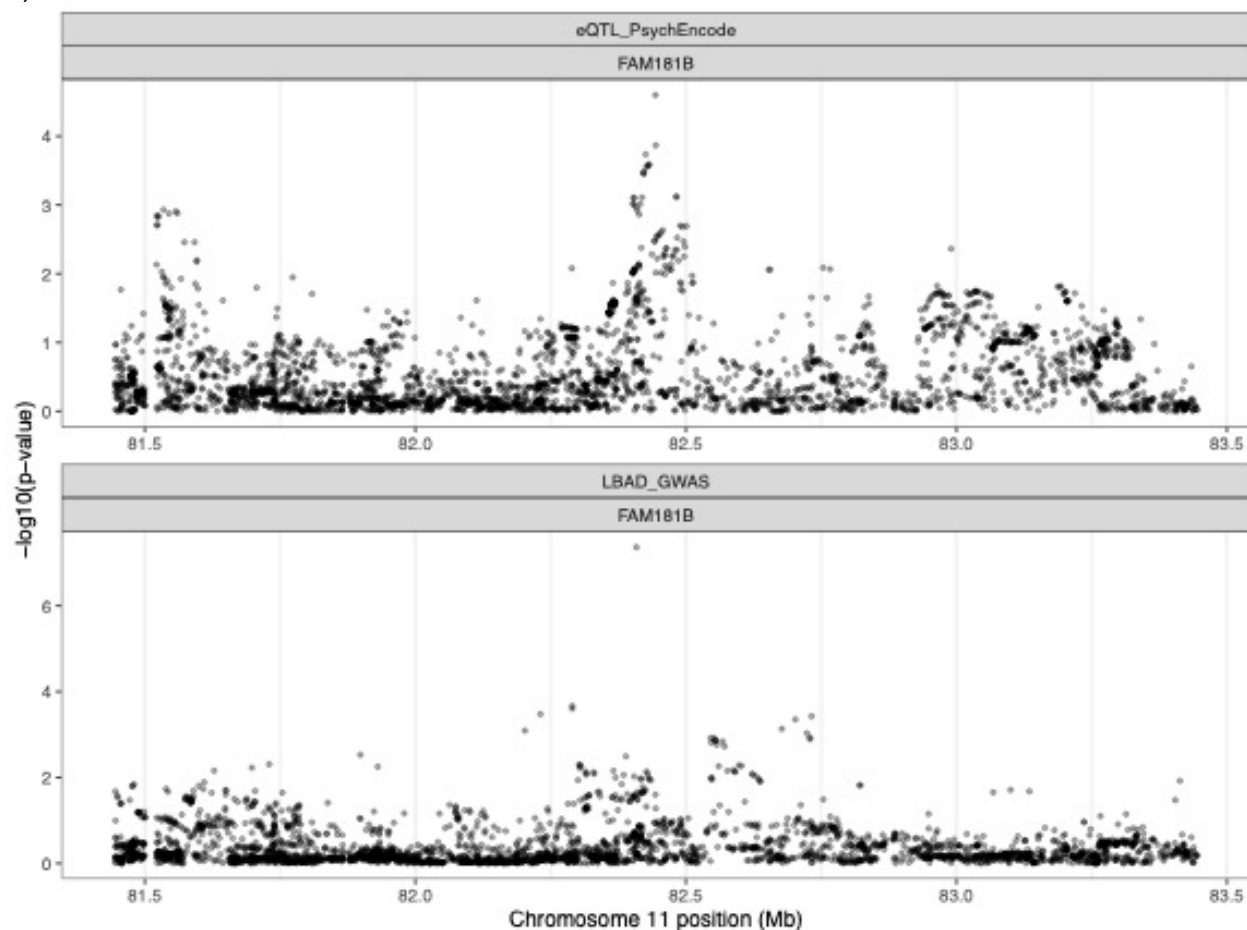 eQTL_PsychEncode
FAM181B
4
3
2
1
0
81.5 82.0 82.5 83.0 83.5
LBAD_GWAS
FAM181B
6
4
2
0
81.5 82.0 82.5 83.0 83.5
−log10(p−value)
Chromosome 11 position (Mb)